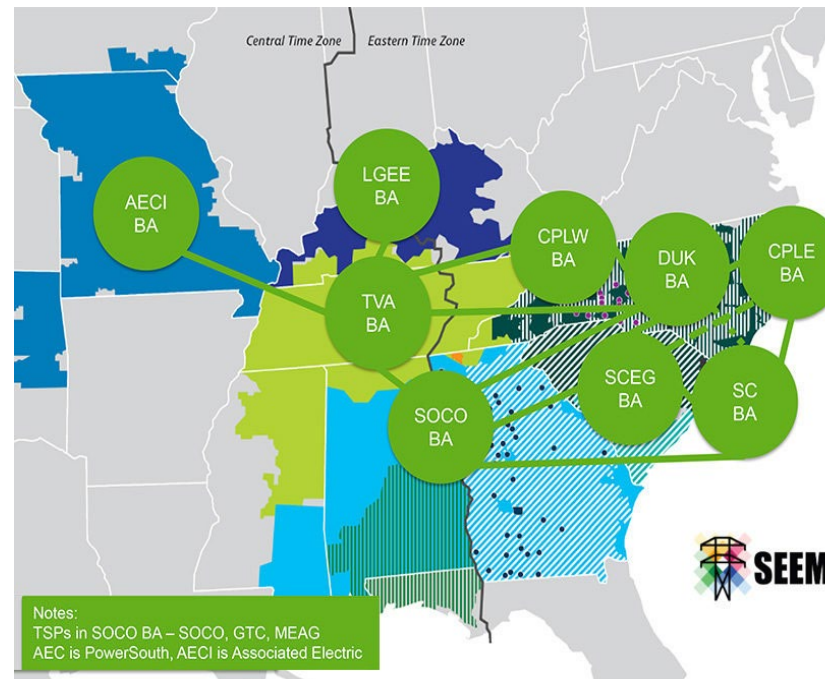 Central Time Zone
Eastern Time Zone
LGEE
BA
AECI
BA
CPLW
BA
DUK
BA
CPLE
BA
TVA
BA
SCEG
BA
SC
BA
SOCO
BA
SEEM
Notes:
TSPs in SOCO BA – SOCO, GTC, MEAG
AEC is PowerSouth, AECI is Associated Electric